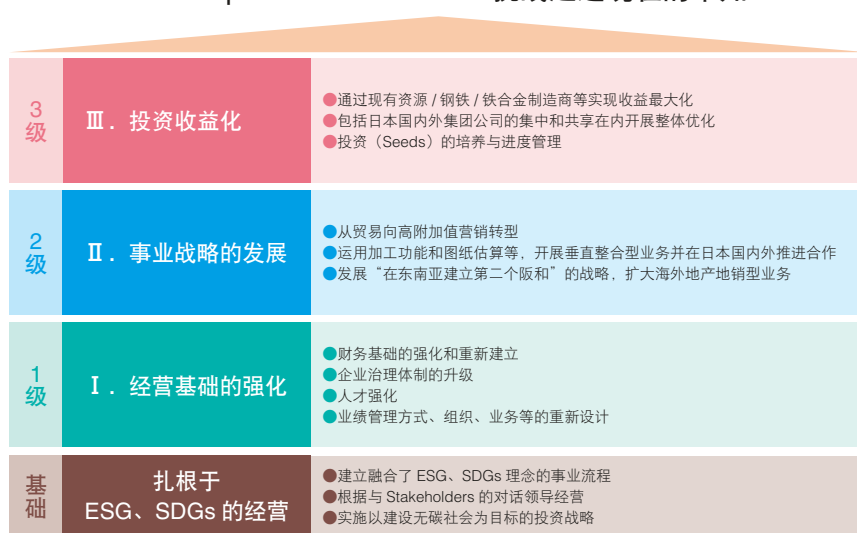 3
级
Ⅲ．投资收益化
●通过现有资源 / 钢铁 / 铁合金制造商等实现收益最大化
●包括日本国内外集团公司的集中和共享在内开展整体优化
●投资（Seeds）的培养与进度管理
2
级
Ⅱ．事业战略的发展
●从贸易向高附加值营销转型
●运用加工功能和图纸估算等，开展垂直整合型业务并在日本国内外推进合作
●发展“在东南亚建立第二个阪和”的战略，扩大海外地产地销型业务
1
级
Ⅰ．经营基础的强化
●财务基础的强化和重新建立
●企业治理体制的升级
●人才强化
●业绩管理方式、组织、业务等的重新设计
基
础
扎根于
ESG、SDGs 的经营
●建立融合了 ESG、SDGs 理念的事业流程
●根据与 Stakeholders 的对话领导经营
●实施以建设无碳社会为目标的投资战略